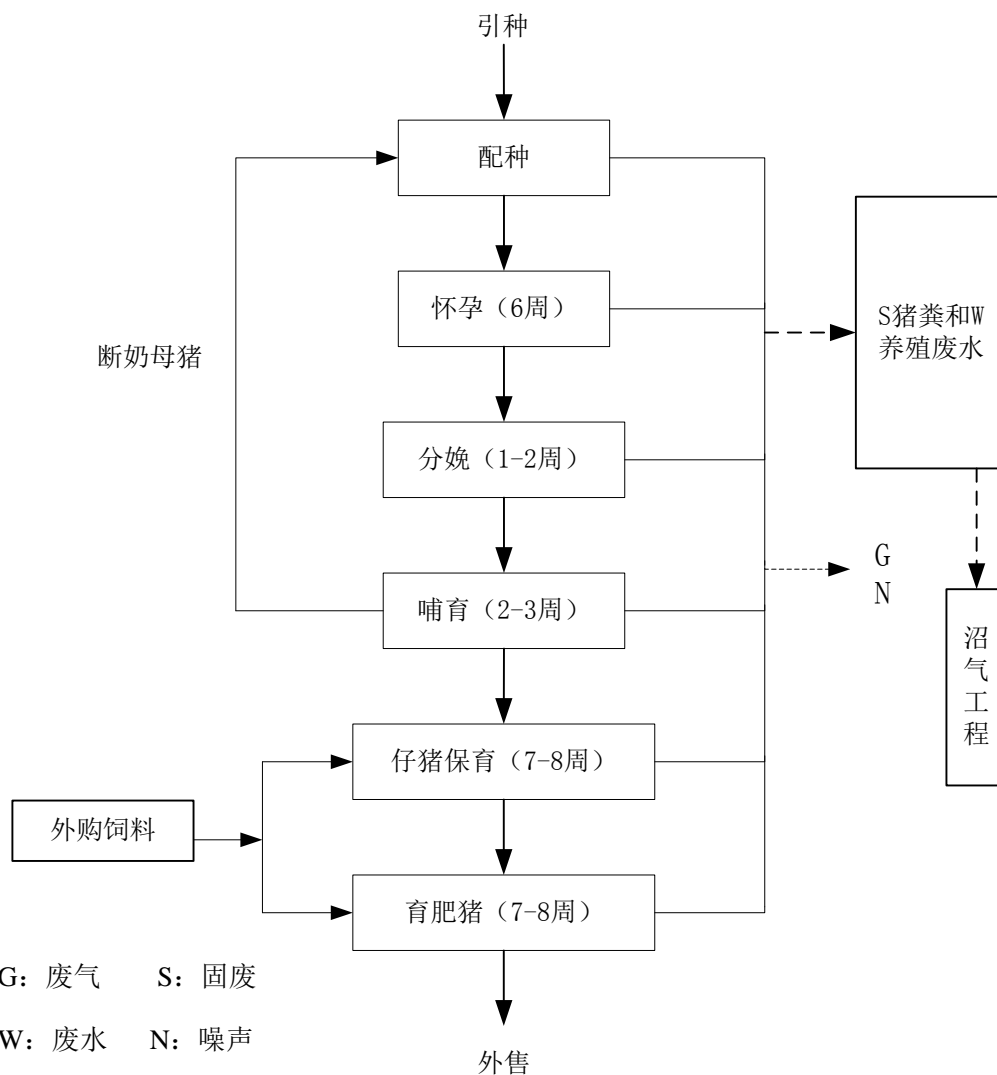 引种
配种
怀孕（6周）
S猪粪和W
养殖废水
断奶母猪
分娩（1-2周）
G
N
哺育（2-3周）
沼
气
工
程
仔猪保育（7-8周）
外购饲料
育肥猪（7-8周）
G：废气 S：固废
W：废水 N：噪声
外售